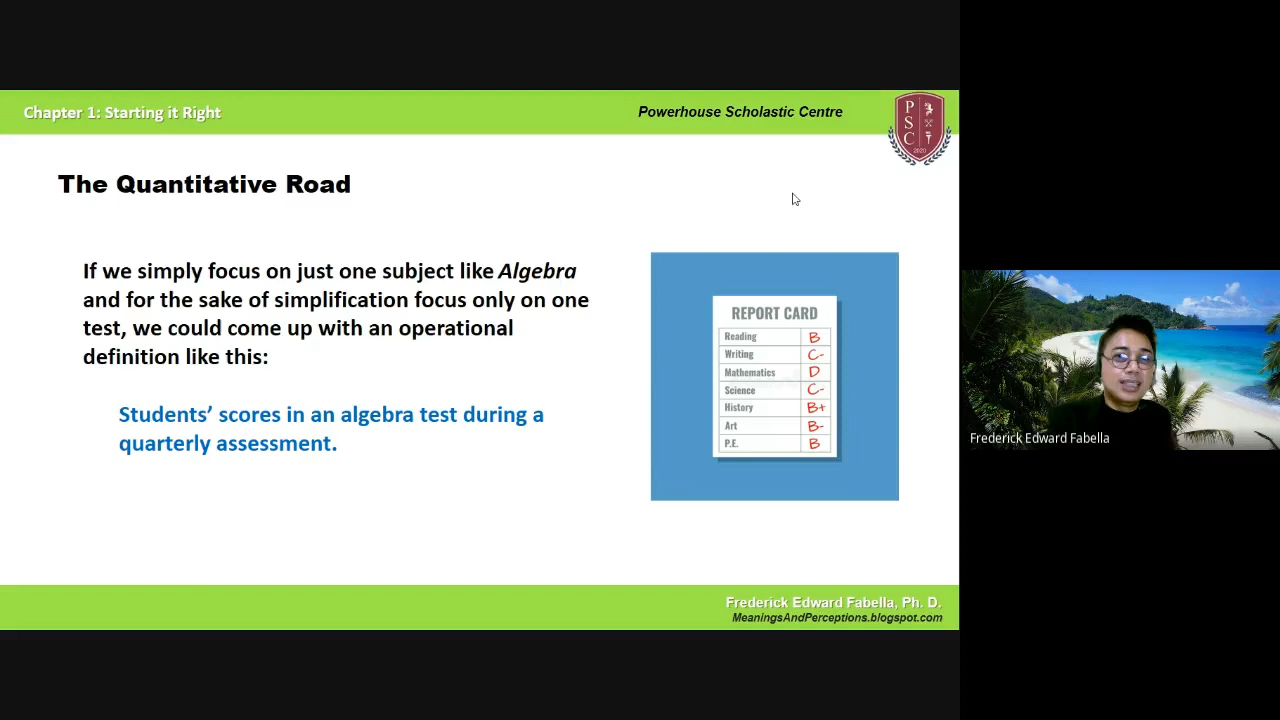 Chapter 1: Starting it Right
Powerhouse Scholastic Centre
P
S
C
2020
The Quantitative Road
If we simply focus on just one subject like Algebra
and for the sake of simplification focus only on one
test, we could come up with an operational
definition like this:
Students’ scores in an algebra test during a
quarterly assessment.
REPORT CARD
Reading B
Writing C-
Mathematics D
Science C-
History B+
Art B-
P.E. B
Frederick Edward Fabella
Frederick Edward Fabella, Ph. D.
MeaningsAndPerceptions.blogspot.com